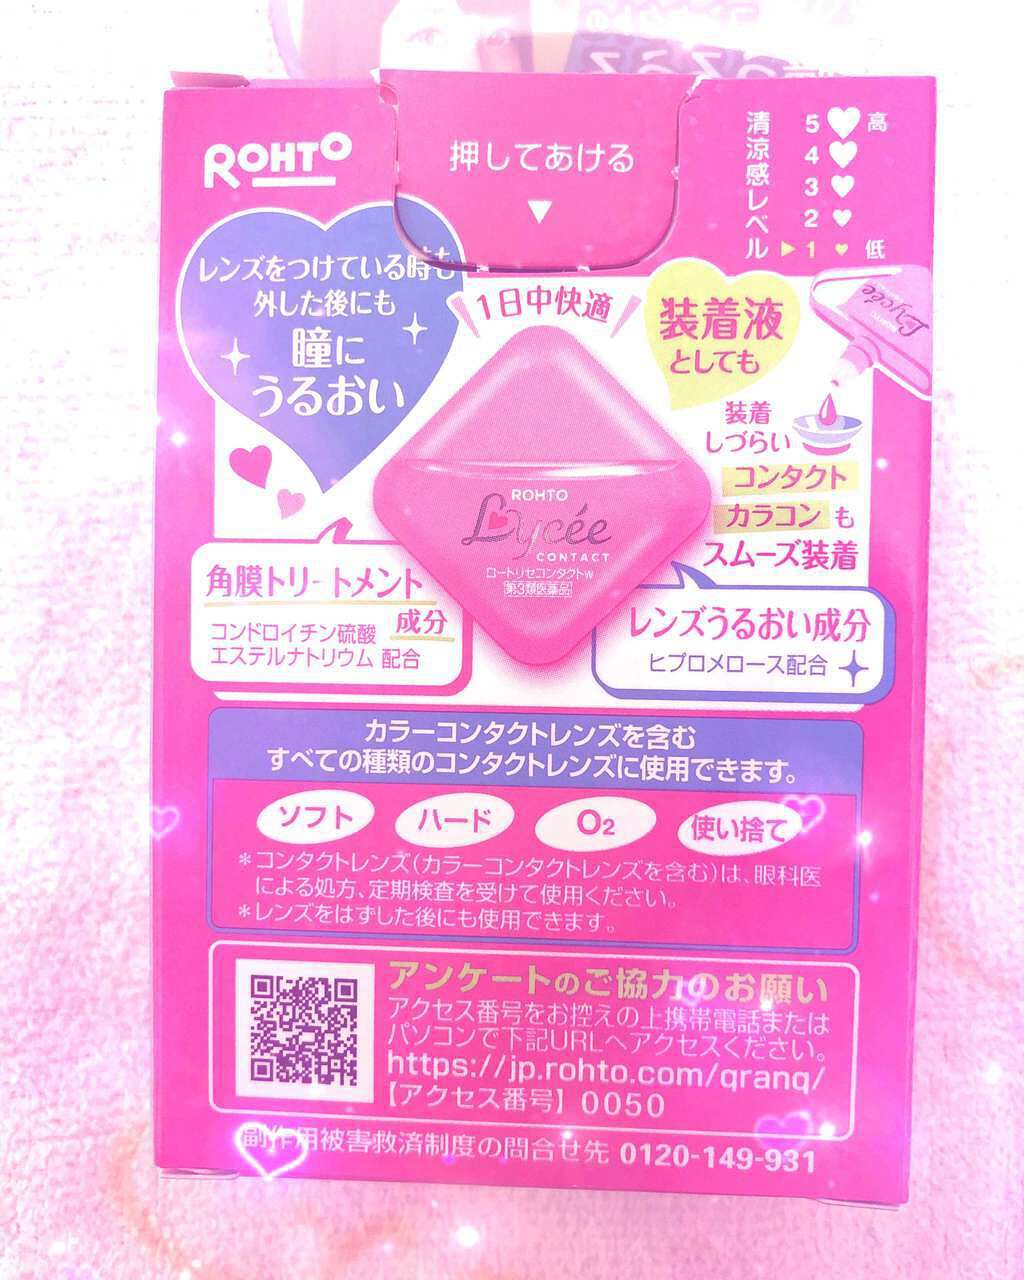 ROHTO
押してあける
清涼感レベル
5 高
4
3
2
1 低
レンズをつけている時も
外した後にも
瞳に
うるおい
1日中快適
装着液
としても
Lycée
装着
しづらい
コンタクト
カラコンも
スムーズ装着
ROHTO
Lycée
CONTACT
ロートリセコンタクトw
第3類医薬品
角膜トリートメント
成分
コンドロイチン硫酸
エステルナトリウム 配合
レンズうるおい成分
ヒプロメロース配合
カラーコンタクトレンズを含む
すべての種類のコンタクトレンズに使用できます。
ソフト
ハード
O2
使い捨て
*コンタクトレンズ(カラーコンタクトレンズを含む)は、眼科医
による処方、定期検査を受けて使用ください。
*レンズをはずした後にも使用できます。
アンケートのご協力のお願い
アクセス番号をお控えの上携帯電話または
パソコンで下記URLへアクセスください。
https://jp.rohto.com/qranq/
【アクセス番号】0050
副作用被害救済制度の問合せ先 0120-149-931